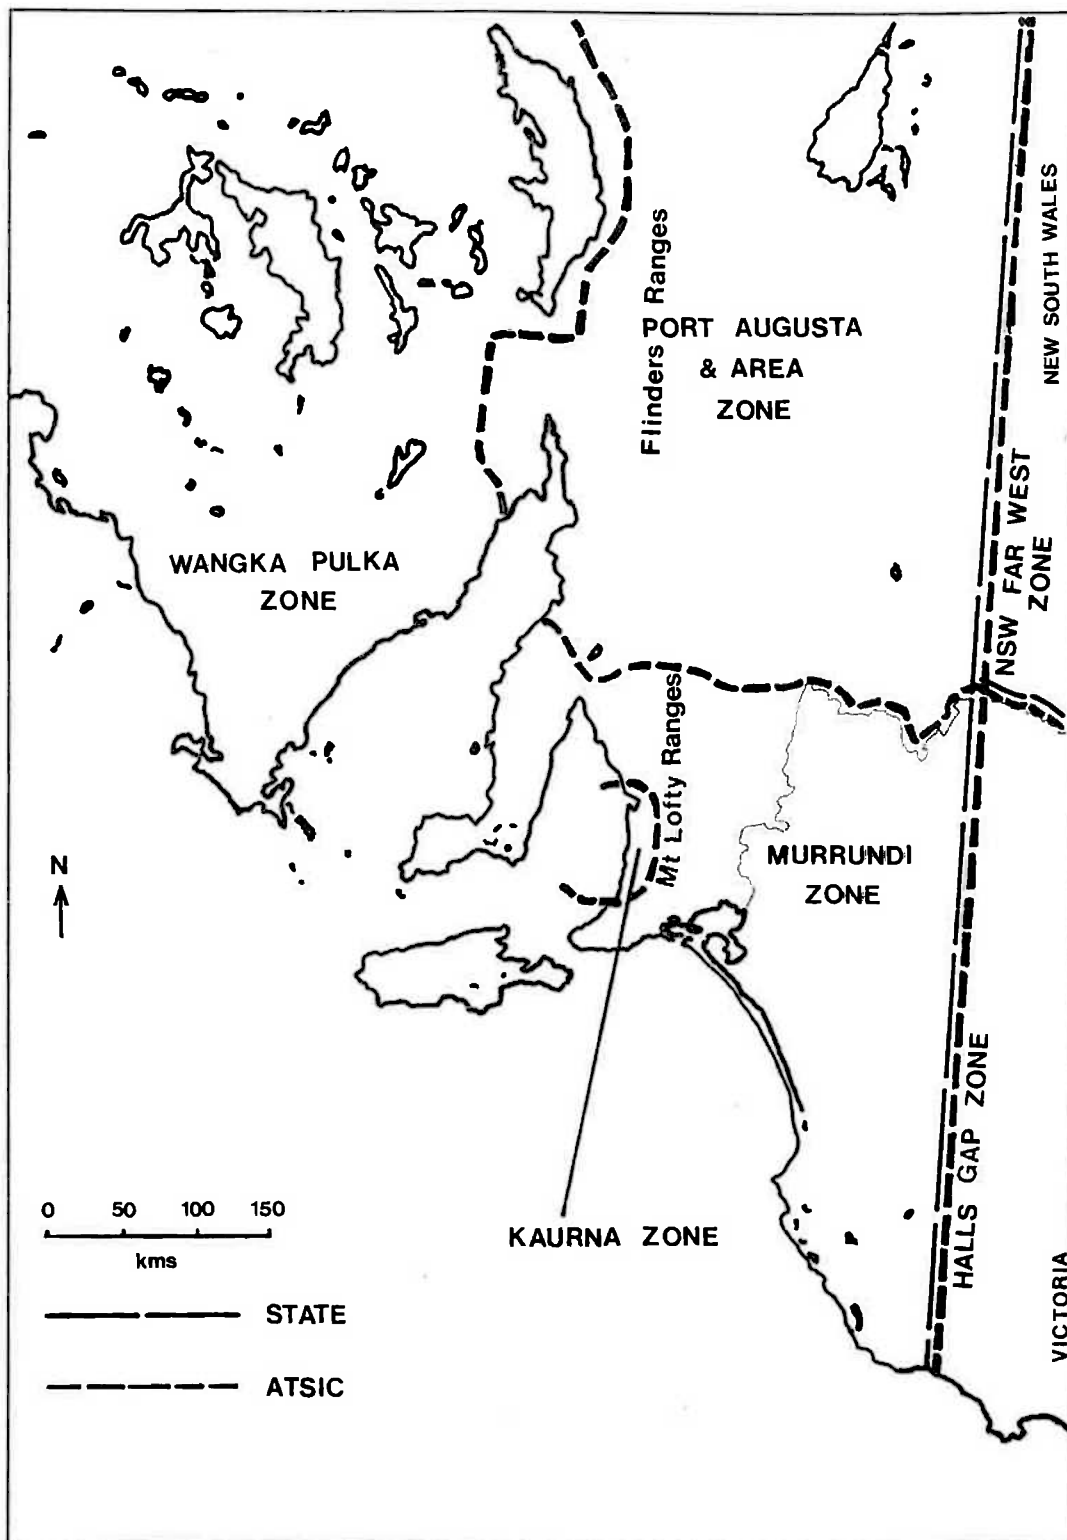 NEW SOUTH WALES
Flinders Ranges
PORT AUGUSTA
& AREA
ZONE
NSW FAR WEST
ZONE
WANGKA PULKA
ZONE
Mt Lofty Ranges
MURRUNDI
ZONE
N
HALLS GAP ZONE
KAURNA ZONE
0 50 100 150
kms
STATE
ATSIC
VICTORIA